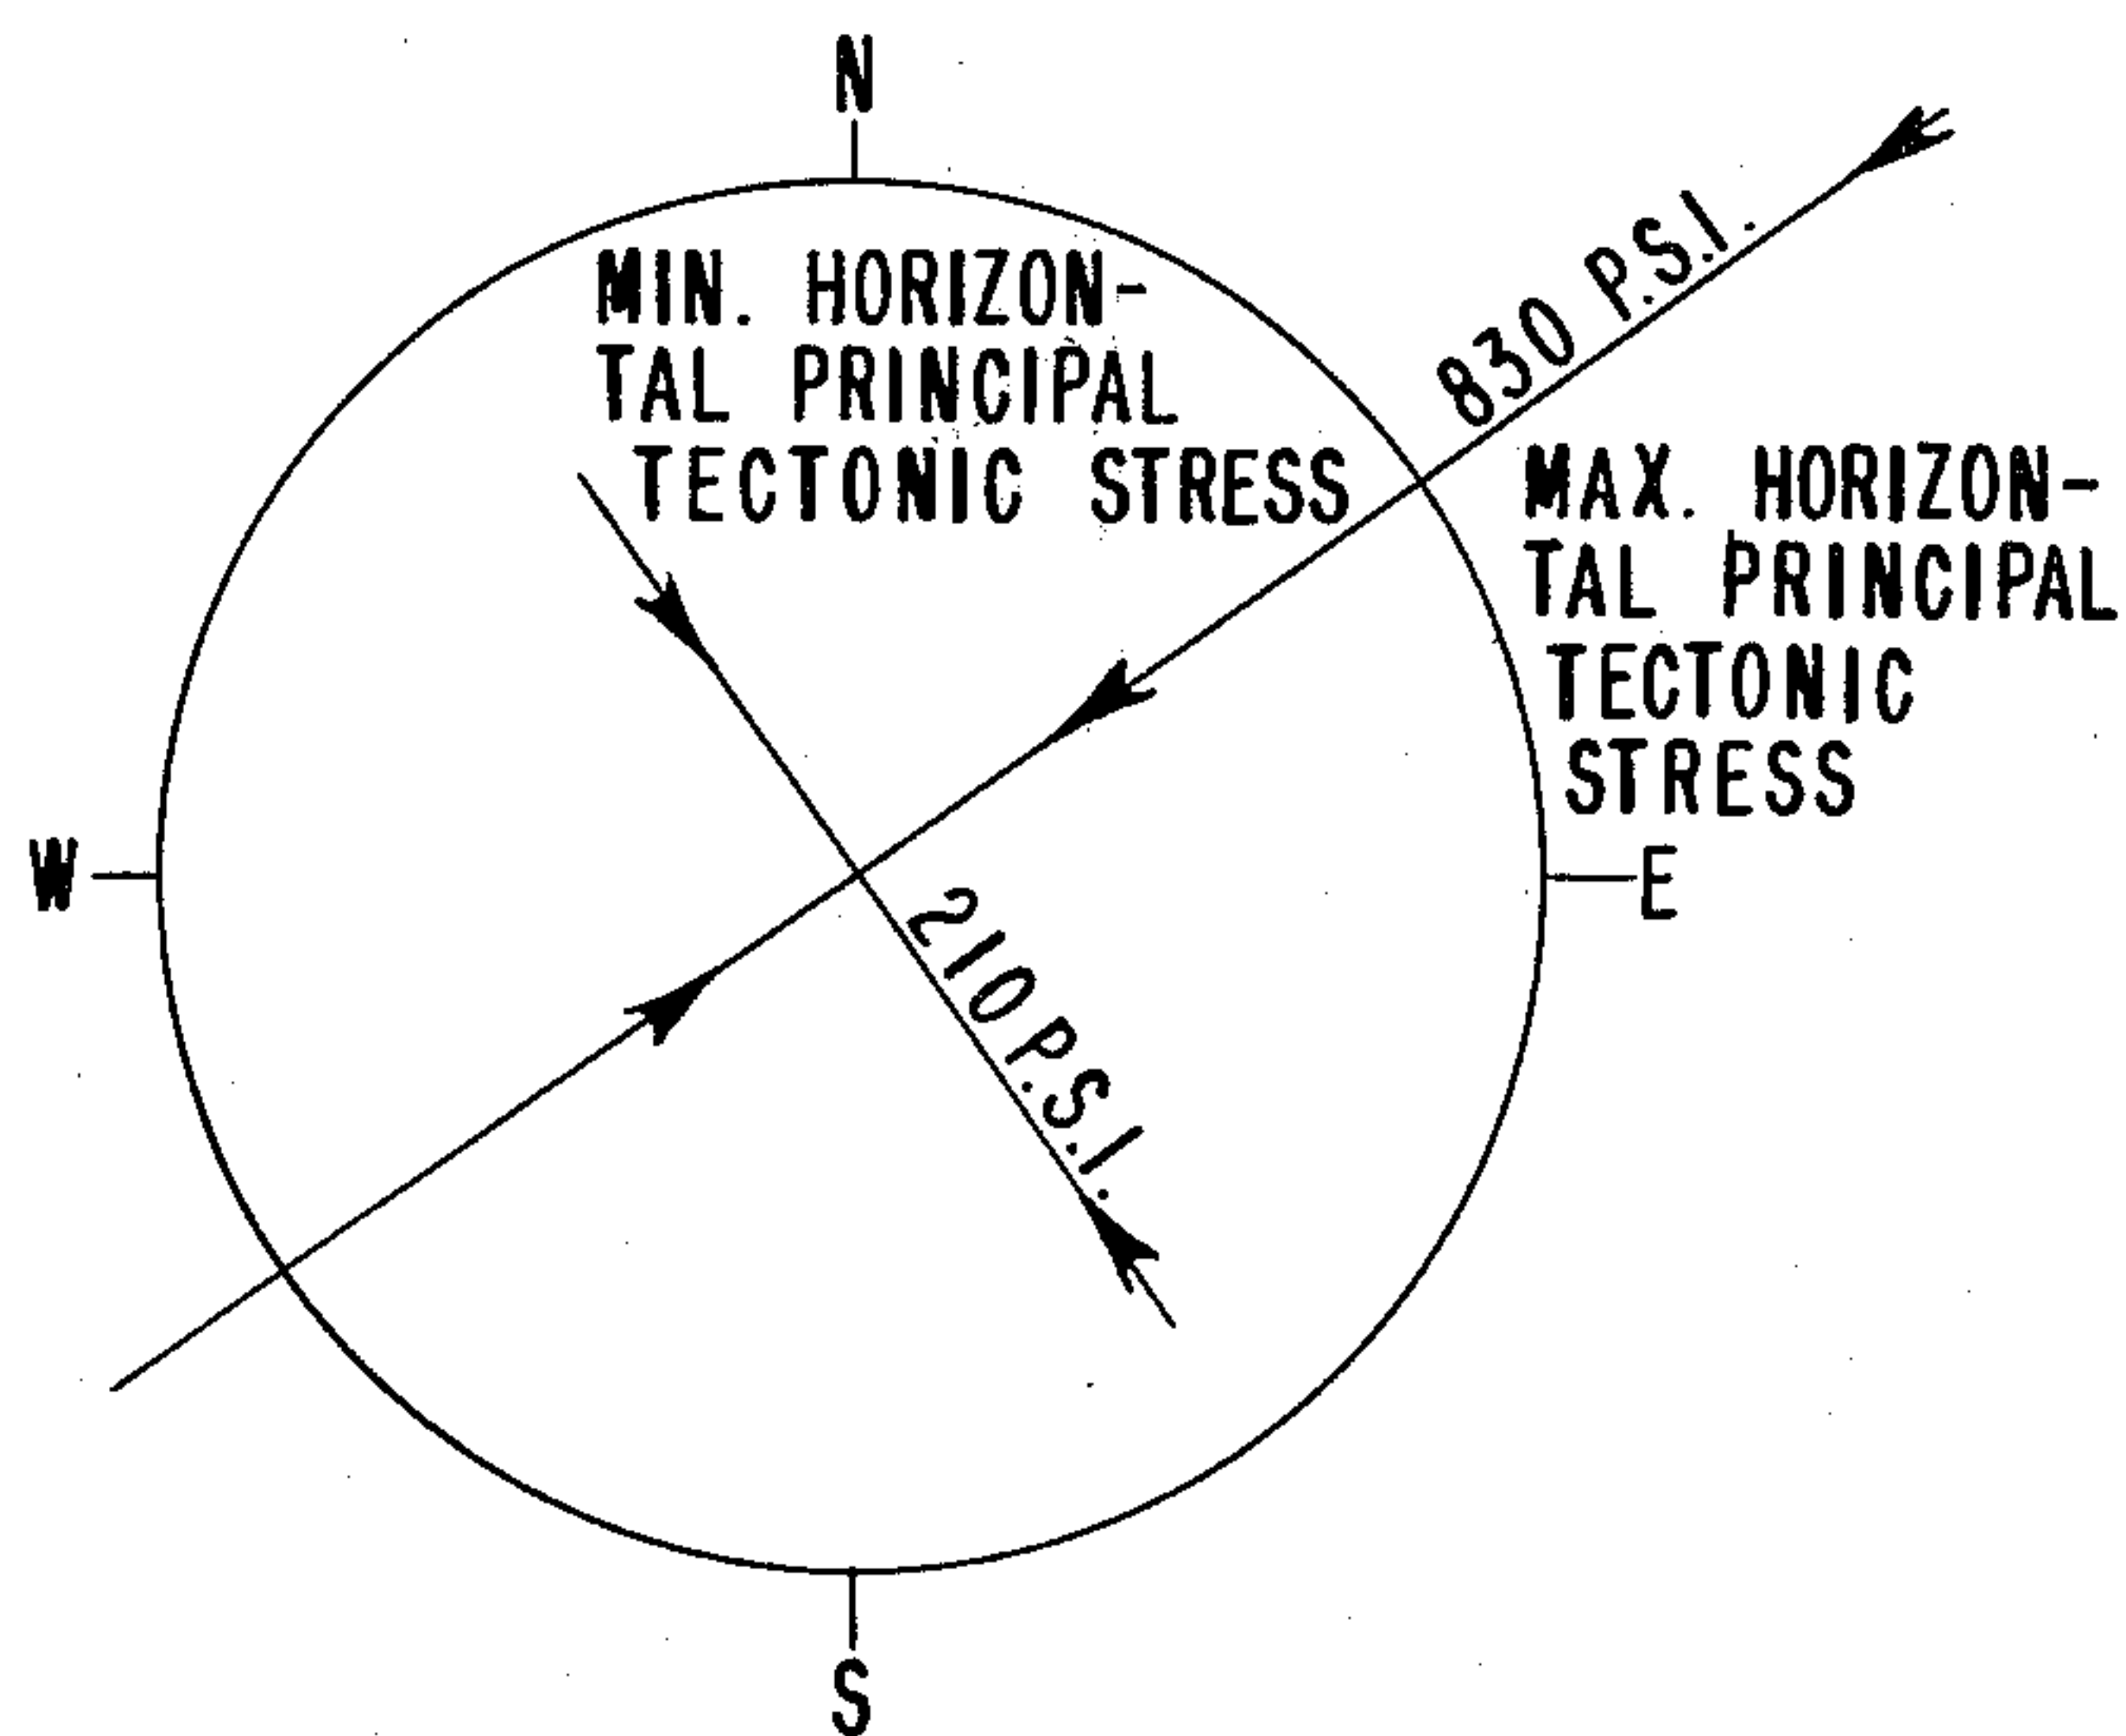 N
830 P.S.I.
MIN. HORIZON-
TAL PRINCIPAL
TECTONIC STRESS
MAX. HORIZON-
TAL PRINCIPAL
TECTONIC
STRESS
W
E
210 P.S.I.
S